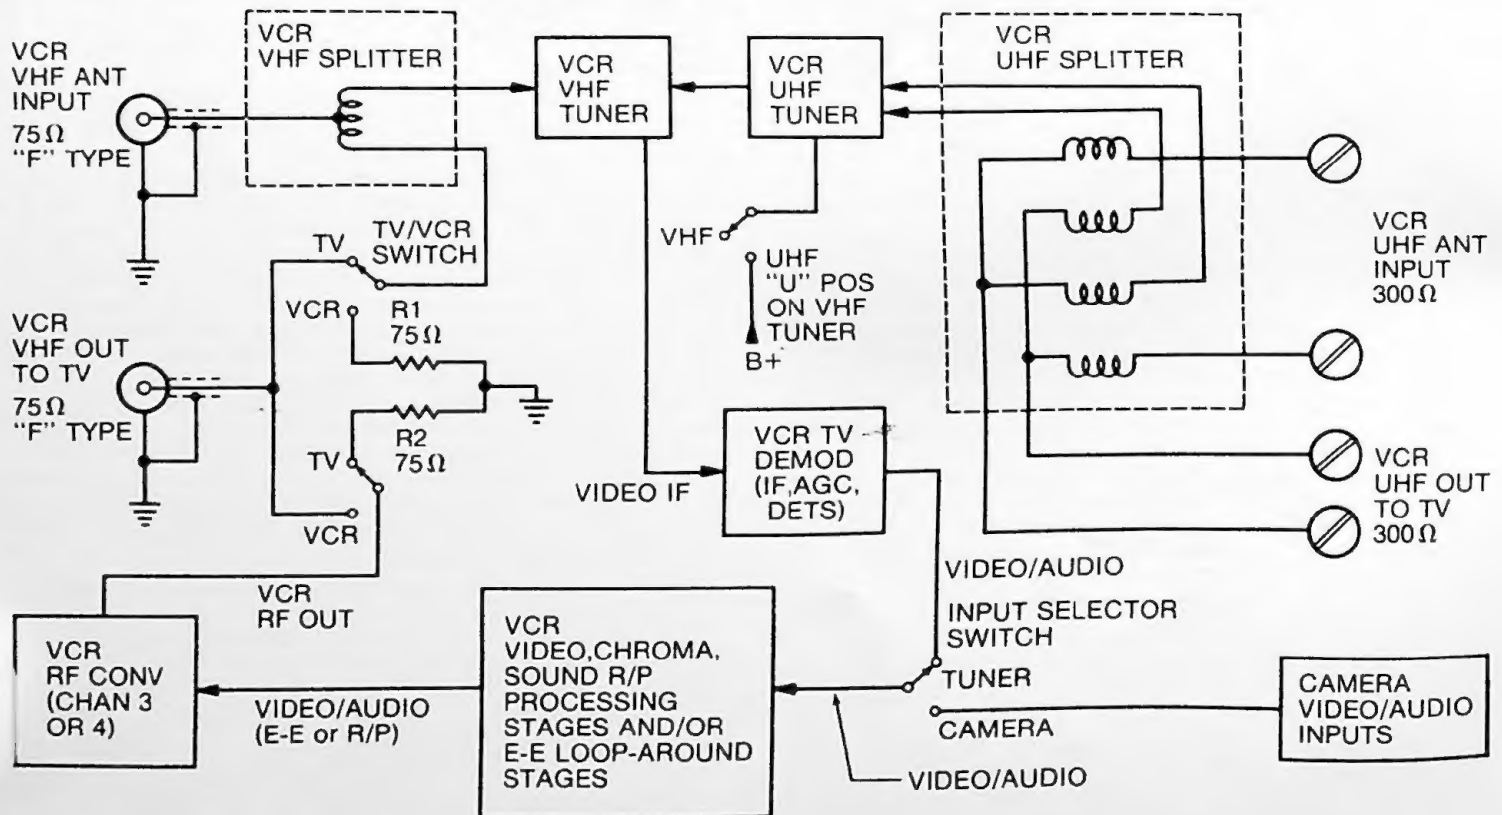 VCR
VHF ANT
INPUT
75Ω
"F" TYPE
VCR
VHF SPLITTER
VCR
VHF
TUNER
VCR
UHF
TUNER
VCR
UHF SPLITTER
VCR
UHF ANT
INPUT
300Ω
TV
TV/VCR
SWITCH
VCR
R1
75Ω
VHF
UHF
"U" POS
ON VHF
TUNER
B+
VCR
VHF OUT
TO TV
75Ω
"F" TYPE
R2
75Ω
TV
VCR
VIDEO IF
VCR TV
DEMOD
(IF,AGC,
DETS)
VCR
UHF OUT
TO TV
300Ω
VCR
RF OUT
VIDEO/AUDIO
INPUT SELECTOR
SWITCH
TUNER
CAMERA
VCR
RF CONV
(CHAN 3
OR 4)
VIDEO/AUDIO
(E-E or R/P)
VCR
VIDEO,CHROMA,
SOUND R/P
PROCESSING
STAGES AND/OR
E-E LOOP-AROUND
STAGES
VIDEO/AUDIO
CAMERA
VIDEO/AUDIO
INPUTS